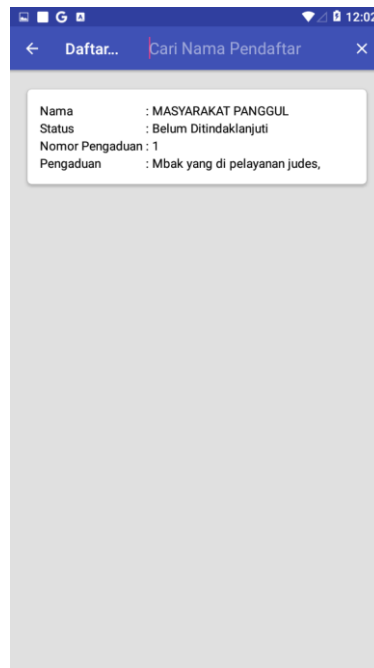 G A 12:02
Daftar... Cari Nama Pendaftar
Nama : MASYARAKAT PANGGUL
Status : Belum Ditindaklanjuti
Nomor Pengaduan : 1
Pengaduan : Mbak yang di pelayanan judes,